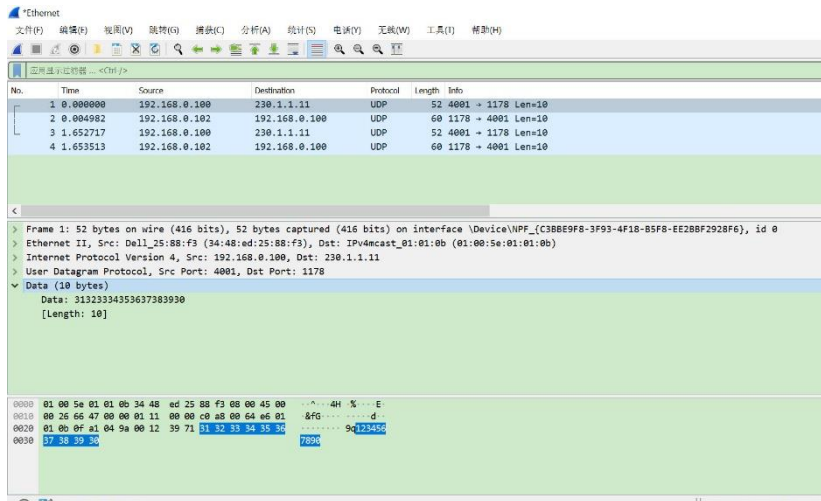 *Ethernet
文件(F) 编辑(E) 视图(V) 跳转(G) 捕获(C) 分析(A) 统计(S) 电话(Y) 无线(W) 工具(T) 帮助(H)
应用显示过滤器 … <Ctrl-/>
No. Time Source Destination Protocol Length Info
1 0.000000 192.168.0.100 230.1.1.11 UDP 52 4001 → 1178 Len=10
2 0.004982 192.168.0.102 192.168.0.100 UDP 60 1178 → 4001 Len=10
3 1.652717 192.168.0.100 230.1.1.11 UDP 52 4001 → 1178 Len=10
4 1.653513 192.168.0.102 192.168.0.100 UDP 60 1178 → 4001 Len=10
> Frame 1: 52 bytes on wire (416 bits), 52 bytes captured (416 bits) on interface \Device\NPF_{C3BBE9F8-3F93-4F18-B5F8-EE2BBF2928F6}, id 0
> Ethernet II, Src: Dell_25:88:f3 (34:48:ed:25:88:f3), Dst: IPv4mcast_01:01:0b (01:00:5e:01:01:0b)
> Internet Protocol Version 4, Src: 192.168.0.100, Dst: 230.1.1.11
> User Datagram Protocol, Src Port: 4001, Dst Port: 1178
Data (10 bytes)
Data: 31323334353637383930
[Length: 10]
0000 01 00 5e 01 01 0b 34 48 ed 25 88 f3 08 00 45 00 ··^···4H ·%····E·
0010 00 26 66 47 00 00 01 11 00 00 c0 a8 00 64 e6 01 ·&fG···· ·····d··
0020 01 0b 0f a1 04 9a 00 12 39 71 31 32 33 34 35 36 ········ 9q123456
0030 37 38 39 30 7890